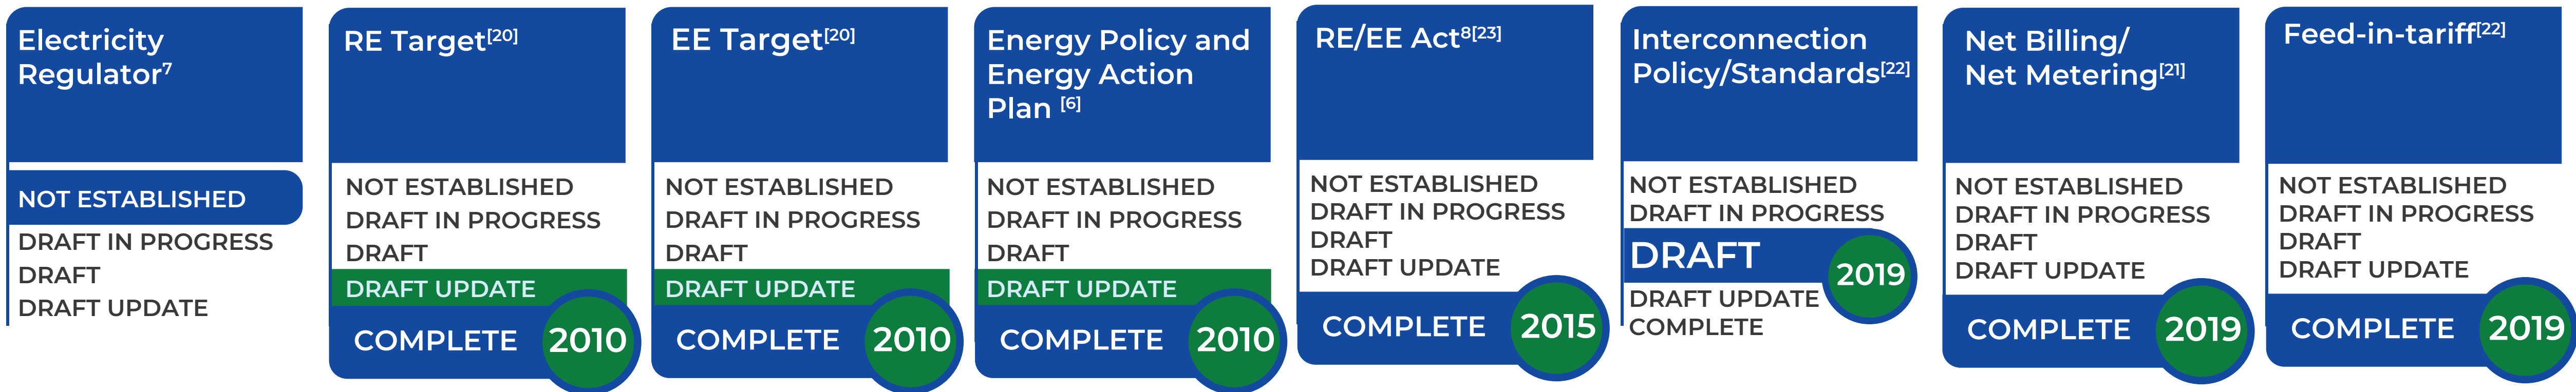 Electricity
Regulator7
NOT ESTABLISHED
DRAFT IN PROGRESS
DRAFT
DRAFT UPDATE
RE Target[20]
NOT ESTABLISHED
DRAFT IN PROGRESS
DRAFT
DRAFT UPDATE
COMPLETE 2010
EE Target[20]
NOT ESTABLISHED
DRAFT IN PROGRESS
DRAFT
DRAFT UPDATE
COMPLETE 2010
Energy Policy and
Energy Action
Plan [6]
NOT ESTABLISHED
DRAFT IN PROGRESS
DRAFT
DRAFT UPDATE
COMPLETE 2010
RE/EE Act8[23]
NOT ESTABLISHED
DRAFT IN PROGRESS
DRAFT
DRAFT UPDATE
COMPLETE 2015
Interconnection
Policy/Standards[22]
NOT ESTABLISHED
DRAFT IN PROGRESS
DRAFT 2019
DRAFT UPDATE
COMPLETE
Net Billing/
Net Metering[21]
NOT ESTABLISHED
DRAFT IN PROGRESS
DRAFT
DRAFT UPDATE
COMPLETE 2019
Feed-in-tariff[22]
NOT ESTABLISHED
DRAFT IN PROGRESS
DRAFT
DRAFT UPDATE
COMPLETE 2019